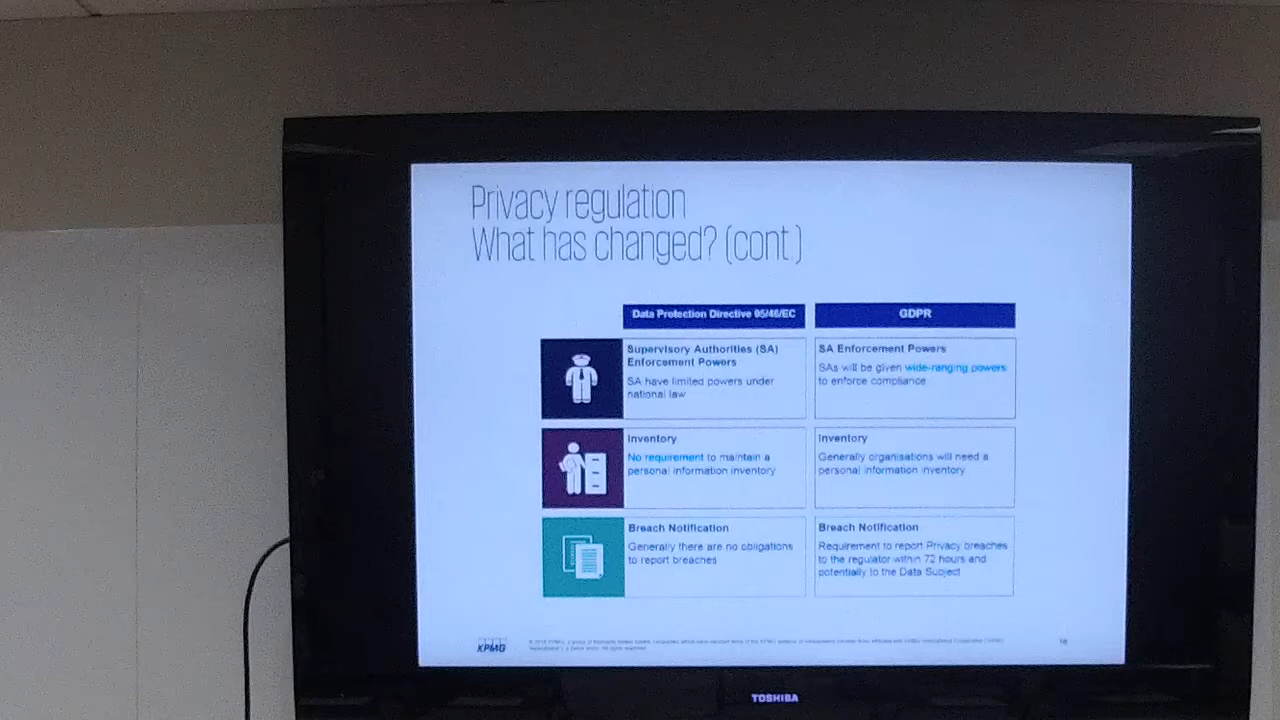 Privacy regulation
What has changed? (cont.)
Data Protection Directive 95/46/EC
GDPR
Supervisory Authorities (SA)
Enforcement Powers
SA have limited powers under
national law
SA Enforcement Powers
SAs will be given wide-ranging powers
to enforce compliance
Inventory
No requirement to maintain a
personal information inventory
Inventory
Generally organisations will need a
personal information inventory
Breach Notification
Generally there are no obligations
to report breaches
Breach Notification
Requirement to report Privacy breaches
to the regulator within 72 hours and
potentially to the Data Subject
KPMG
TOSHIBA